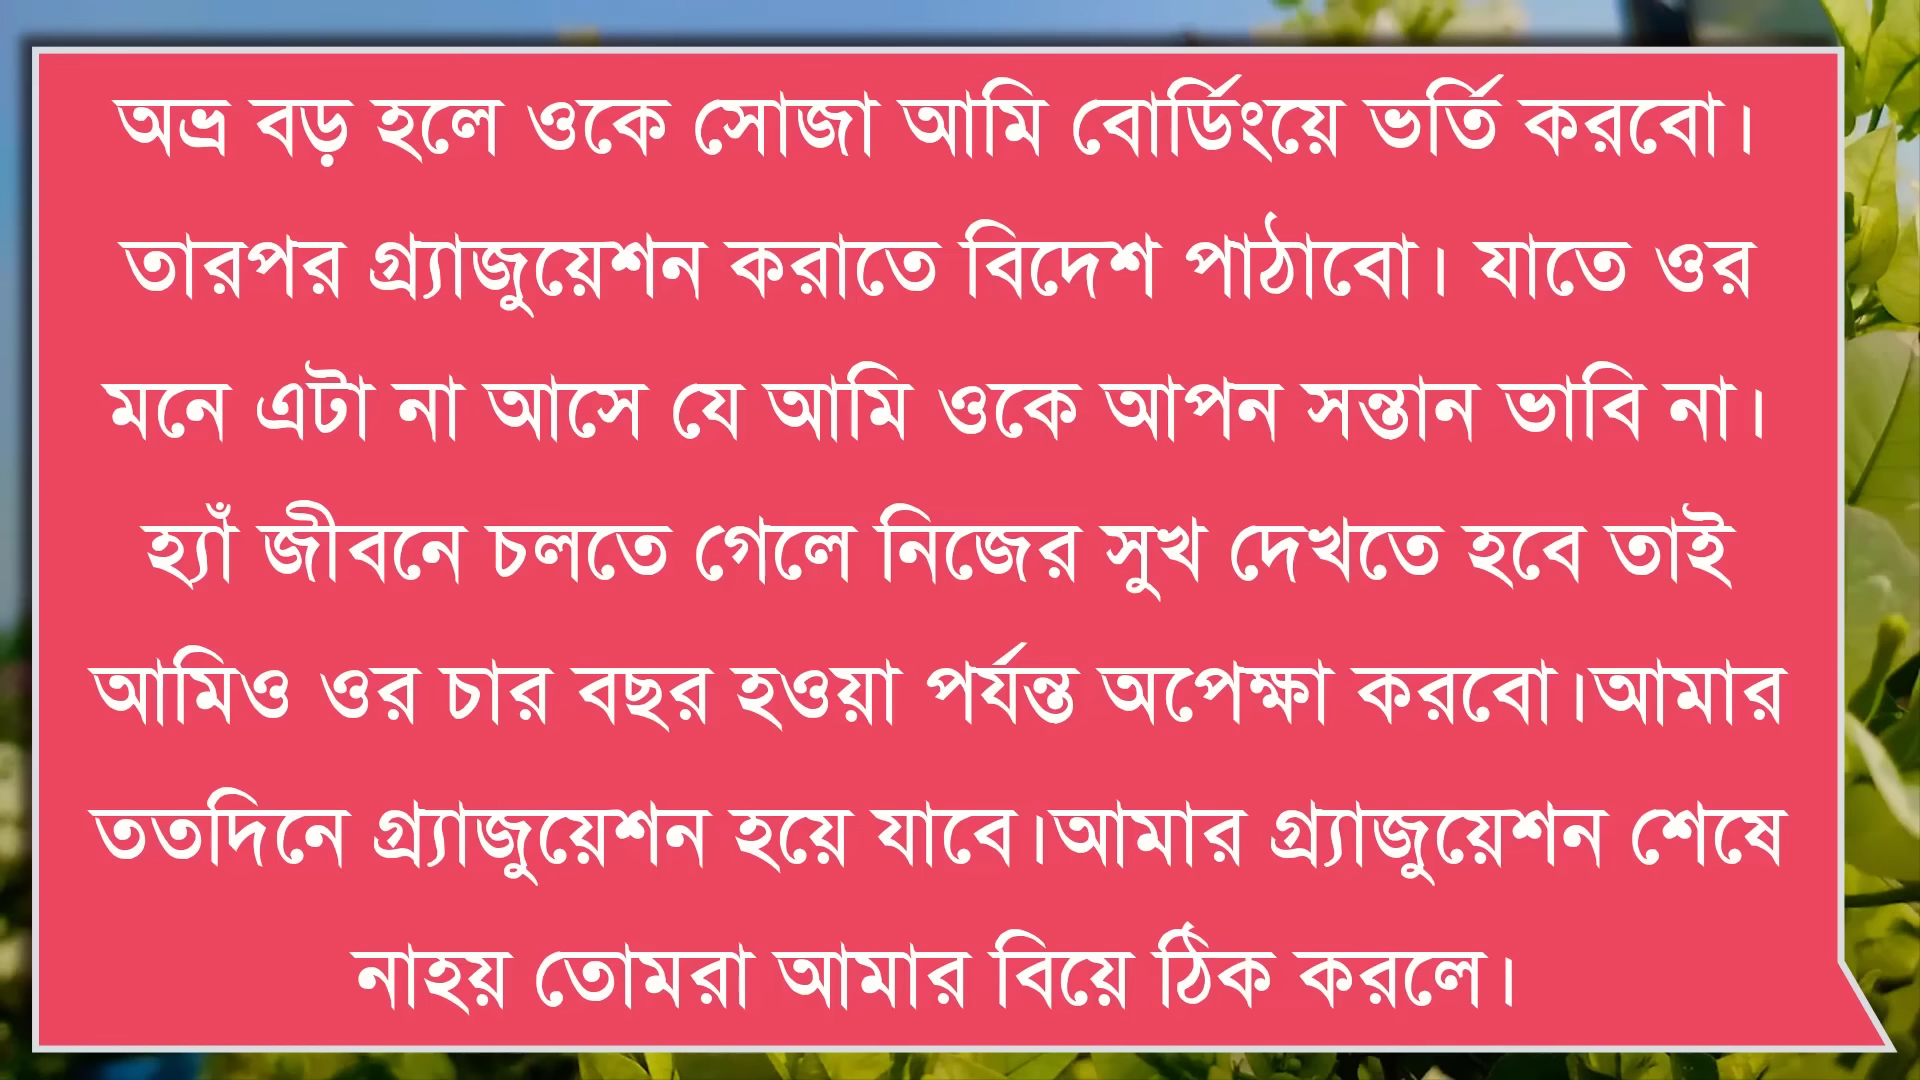 অভ্র বড় হলে ওকে সোজা আমি বোর্ডিংয়ে ভর্তি করবো।
তারপর গ্র্যাজুয়েশন করাতে বিদেশ পাঠাবো। যাতে ওর
মনে এটা না আসে যে আমি ওকে আপন সন্তান ভাবি না।
হ্যাঁ জীবনে চলতে গেলে নিজের সুখ দেখতে হবে তাই
আমিও ওর চার বছর হওয়া পর্যন্ত অপেক্ষা করবো।আমার
ততদিনে গ্র্যাজুয়েশন হয়ে যাবে।আমার গ্র্যাজুয়েশন শেষে
নাহয় তোমরা আমার বিয়ে ঠিক করলে।